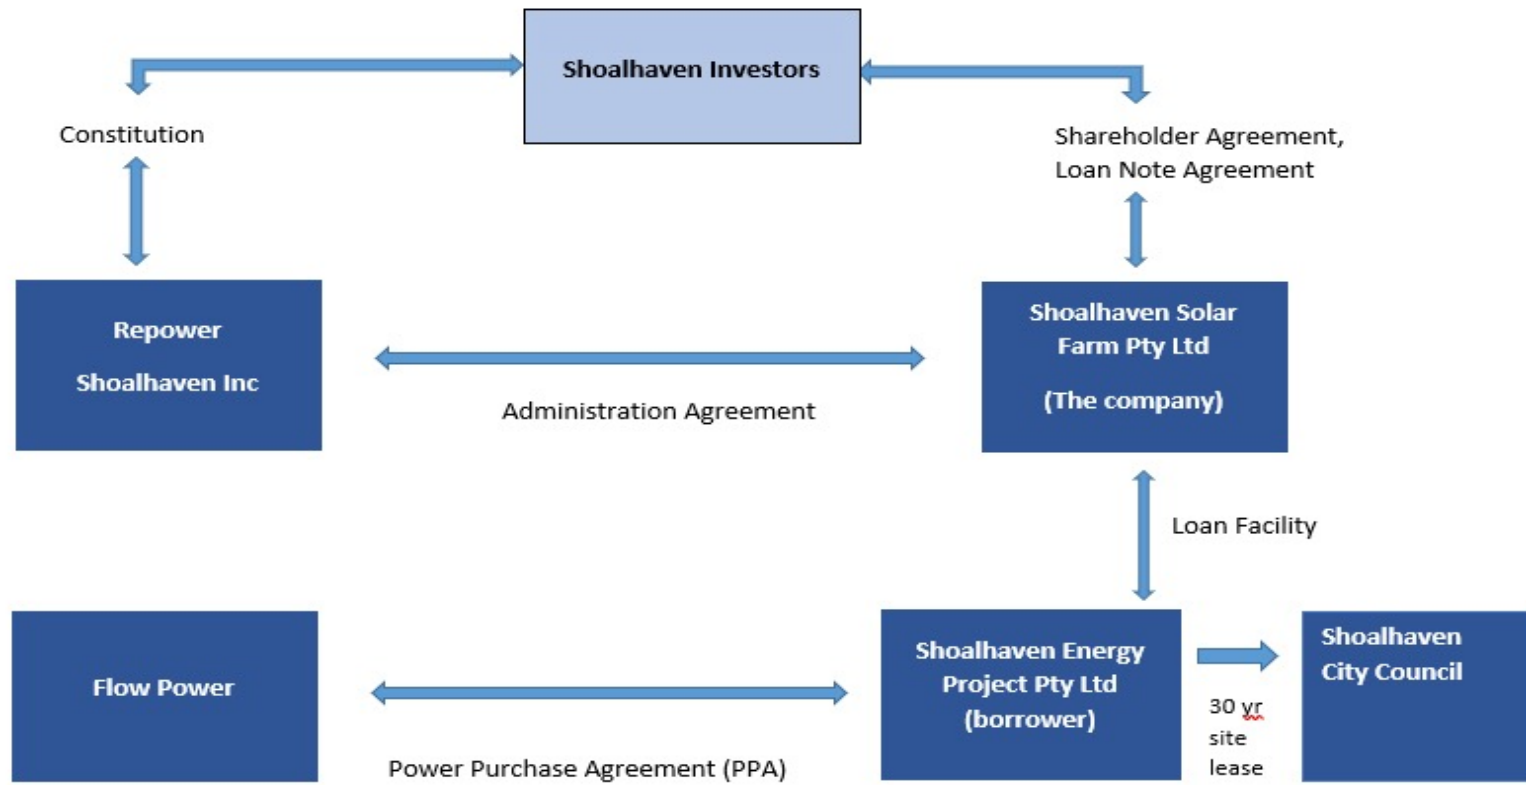 Shoalhaven Investors
Constitution
Shareholder Agreement,
Loan Note Agreement
Repower
Shoalhaven Inc
Shoalhaven Solar
Farm Pty Ltd
(The company)
Administration Agreement
Loan Facility
Flow Power
Shoalhaven Energy
Project Pty Ltd
(borrower)
Shoalhaven
City Council
30 yr
site
lease
Power Purchase Agreement (PPA)